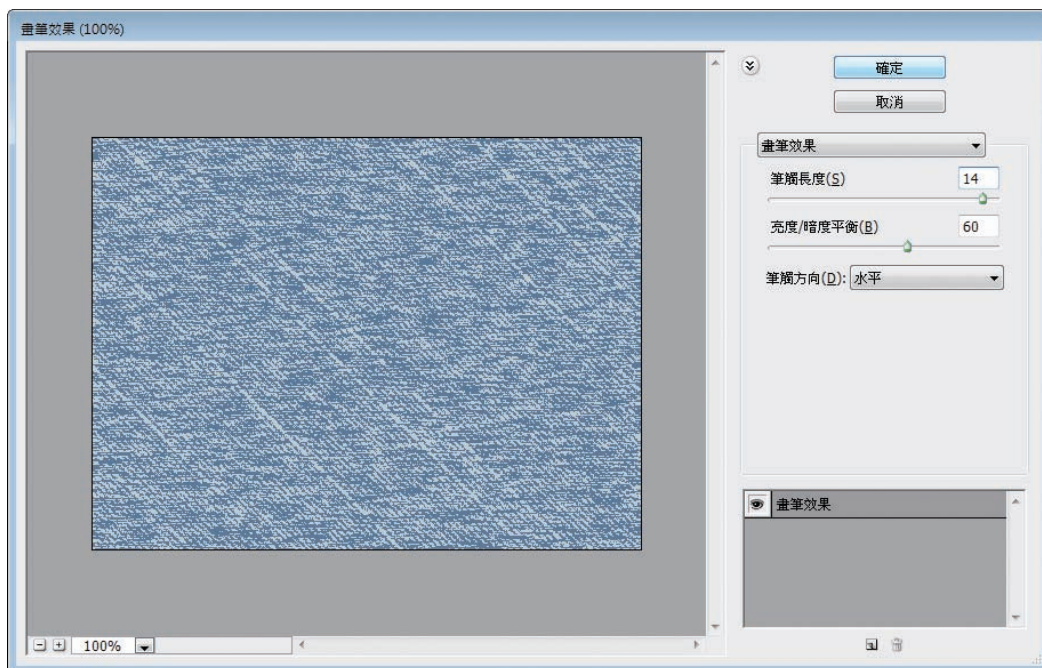 畫筆效果 (100%)
確定
取消
畫筆效果
筆觸長度(S)
14
亮度/暗度平衡(B)
60
筆觸方向(D): 水平
畫筆效果
100%